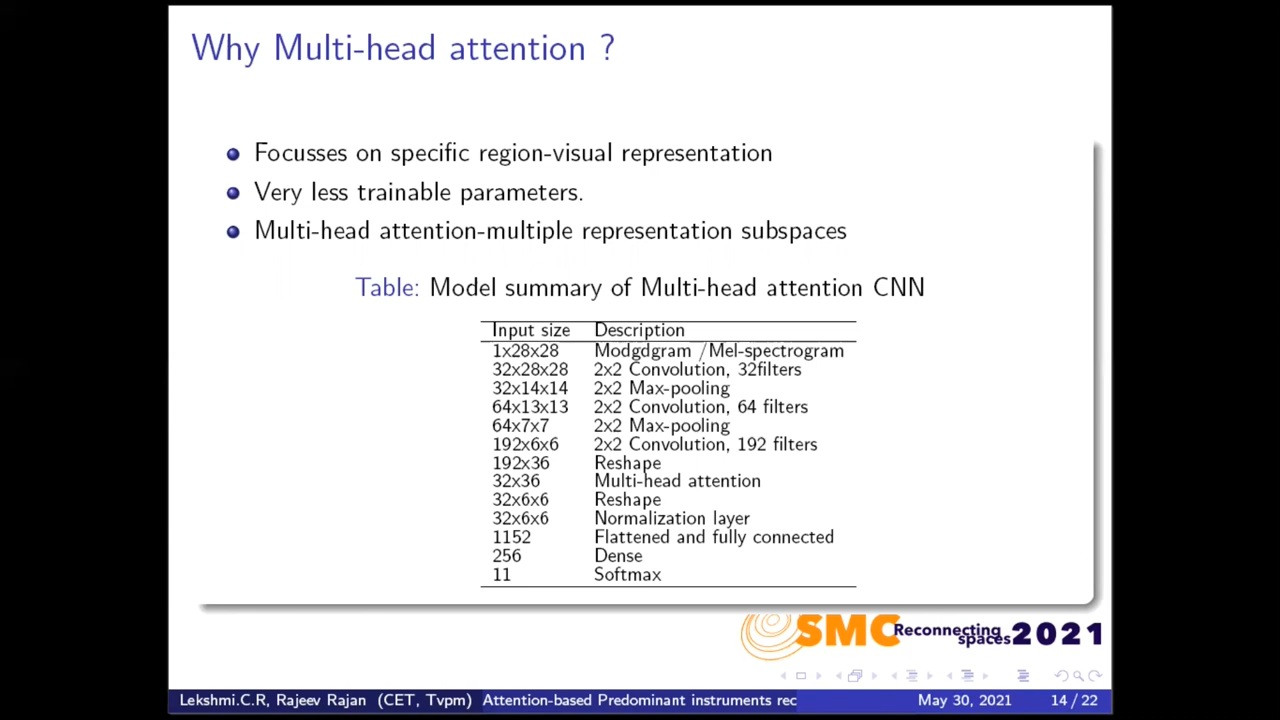 Why Multi-head attention ?
Focusses on specific region-visual representation
Very less trainable parameters.
Multi-head attention-multiple representation subspaces
Table: Model summary of Multi-head attention CNN
Input size Description
1x28x28 Modgdgram /Mel-spectrogram
32x28x28 2x2 Convolution, 32filters
32x14x14 2x2 Max-pooling
64x13x13 2x2 Convolution, 64 filters
64x7x7 2x2 Max-pooling
192x6x6 2x2 Convolution, 192 filters
192x36 Reshape
32x36 Multi-head attention
32x6x6 Reshape
32x6x6 Normalization layer
1152 Flattened and fully connected
256 Dense
11 Softmax
SMC Reconnecting spaces 2021
Lekshmi.C.R, Rajeev Rajan (CET, Tvpm) Attention-based Predominant instruments rec May 30, 2021 14 / 22